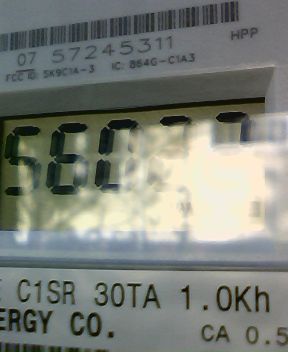 07 57245311
HPP
FCC ID: SK9C1A-3 IC: 864G-C1A3
C1SR 30TA 1.0Kh
ERGY CO.
CA 0.5